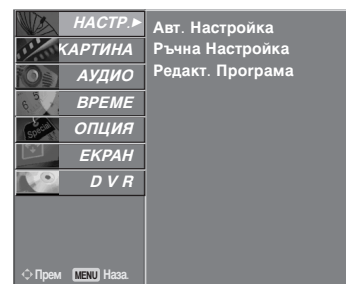 НАСТР.
КАРТИНА
АУДИО
ВРЕМЕ
ОПЦИЯ
ЕКРАН
D V R
Авт. Настройка
Ръчна Настройка
Редакт. Програма
Прем MENU Наза.